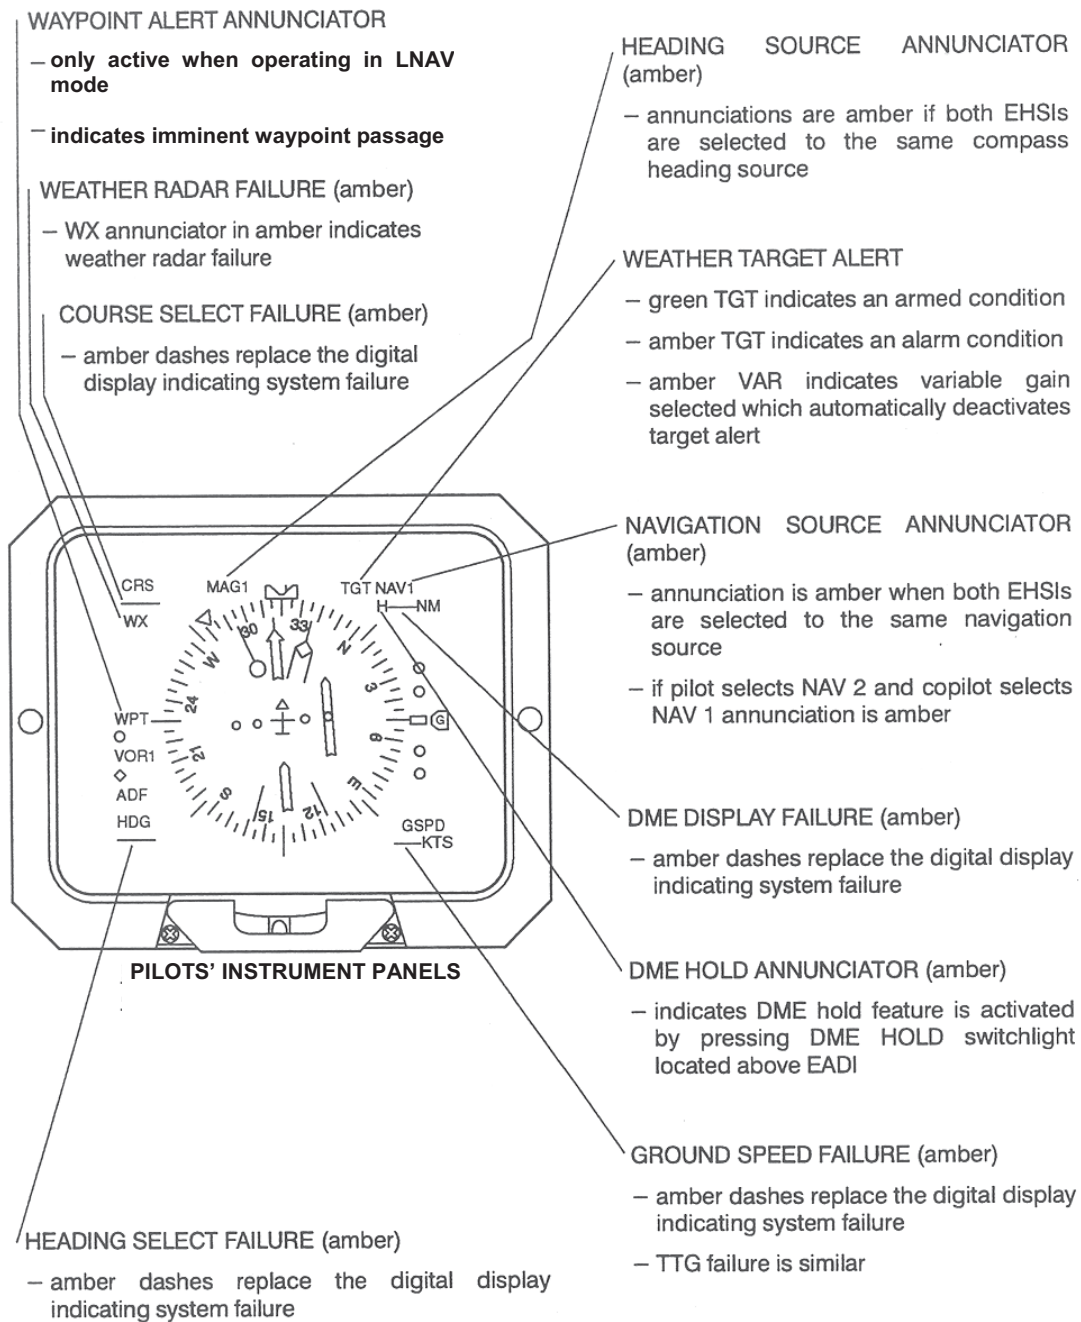 WAYPOINT ALERT ANNUNCIATOR
– only active when operating in LNAV
mode
– indicates imminent waypoint passage
WEATHER RADAR FAILURE (amber)
– WX annunciator in amber indicates
weather radar failure
COURSE SELECT FAILURE (amber)
– amber dashes replace the digital
display indicating system failure
HEADING SOURCE ANNUNCIATOR
(amber)
– annunciations are amber if both EHSIs
are selected to the same compass
heading source
WEATHER TARGET ALERT
– green TGT indicates an armed condition
– amber TGT indicates an alarm condition
– amber VAR indicates variable gain
selected which automatically deactivates
target alert
NAVIGATION SOURCE ANNUNCIATOR
(amber)
– annunciation is amber when both EHSIs
are selected to the same navigation
source
– if pilot selects NAV 2 and copilot selects
NAV 1 annunciation is amber
DME DISPLAY FAILURE (amber)
– amber dashes replace the digital display
indicating system failure
DME HOLD ANNUNCIATOR (amber)
– indicates DME hold feature is activated
by pressing DME HOLD switchlight
located above EADI
GROUND SPEED FAILURE (amber)
– amber dashes replace the digital display
indicating system failure
– TTG failure is similar
CRS
WX
MAG1
TGT NAV1
H NM
30
33
N
3
6
E
12
15
S
21
24
W
G
WPT
VOR1
ADF
HDG
GSPD
KTS
PILOTS' INSTRUMENT PANELS
HEADING SELECT FAILURE (amber)
– amber dashes replace the digital display
indicating system failure